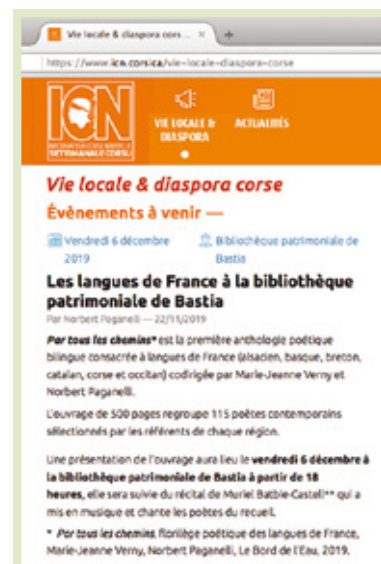 Vie locale & diaspora cors...
https://www.icn.corsica/vie-locale-diaspora-corse
ICN
SETTIMANALE CORSU
VIE LOCALE &
DIASPORA
ACTUALITÉS
Vie locale & diaspora corse
Évènements à venir —
Vendredi 6 décembre
2019
Bibliothèque patrimoniale de
Bastia
Les langues de France à la bibliothèque
patrimoniale de Bastia
Par Norbert Paganelli — 22/11/2019
Par tous les chemins* est la première anthologie poétique
bilingue consacrée à langues de France (alsacien, basque, breton,
catalan, corse et occitan) codirigée par Marie-Jeanne Verny et
Norbert Paganelli.
L'ouvrage de 500 pages regroupe 115 poètes contemporains
sélectionnés par les référents de chaque région.
Une présentation de l'ouvrage aura lieu le vendredi 6 décembre à
la bibliothèque patrimoniale de Bastia à partir de 18
heures, elle sera suivie du récital de Muriel Batbie-Castell** qui a
mis en musique et chante les poètes du recueil.
* Par tous les chemins, florilège poétique des langues de France,
Marie-Jeanne Verny, Norbert Paganelli, Le Bord de l'Eau, 2019.